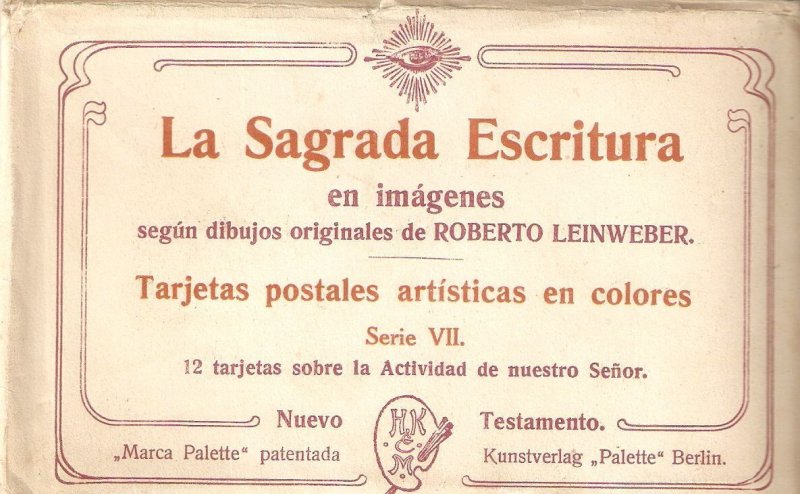 La Sagrada Escritura
en imágenes
según dibujos originales de ROBERTO LEINWEBER.
Tarjetas postales artísticas en colores
Serie VII.
12 tarjetas sobre la Actividad de nuestro Señor.
Nuevo Testamento.
„Marca Palette“ patentada
H.K
&
M
Kunstverlag „Palette“ Berlin.